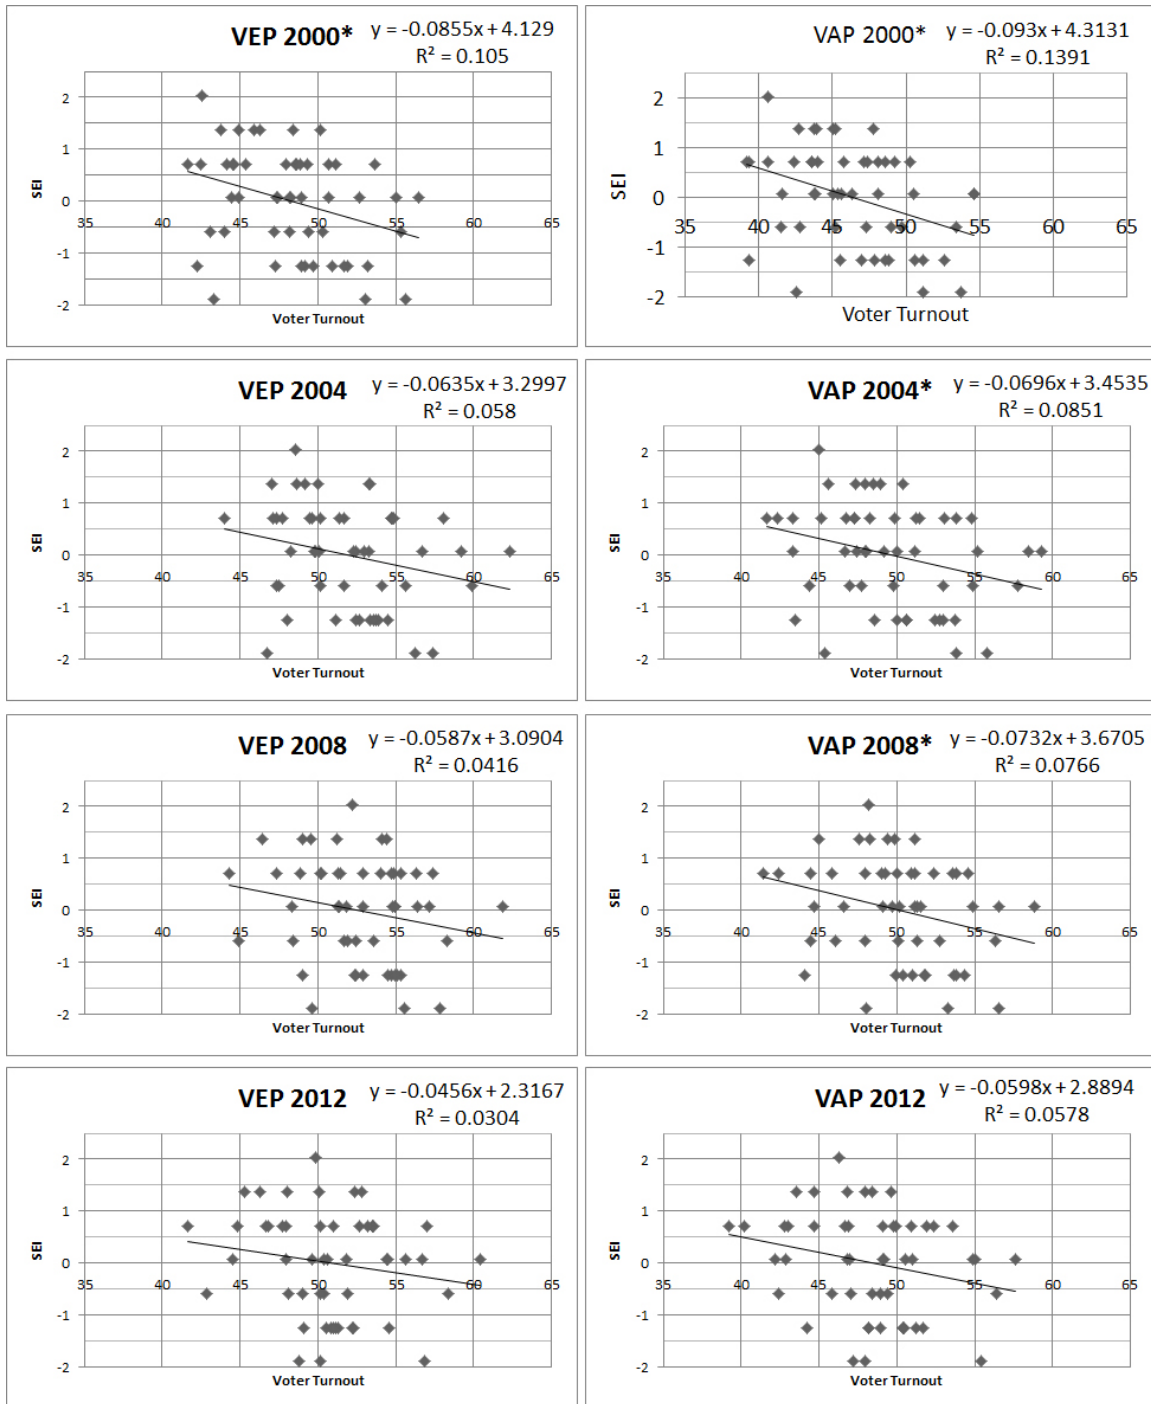 VEP 2000* y = -0.0855x + 4.129
R² = 0.105
2
1
0
-1
-2
SEI
35 40 45 50 55 60 65
Voter Turnout
VAP 2000* y = -0.093x + 4.3131
R² = 0.1391
2
1
0
-1
-2
SEI
35 40 45 50 55 60 65
Voter Turnout
VEP 2004 y = -0.0635x + 3.2997
R² = 0.058
2
1
0
-1
-2
SEI
35 40 45 50 55 60 65
Voter Turnout
VAP 2004* y = -0.0696x + 3.4535
R² = 0.0851
2
1
0
-1
-2
SEI
35 40 45 50 55 60 65
Voter Turnout
VEP 2008 y = -0.0587x + 3.0904
R² = 0.0416
2
1
0
-1
-2
SEI
35 40 45 50 55 60 65
Voter Turnout
VAP 2008* y = -0.0732x + 3.6705
R² = 0.0766
2
1
0
-1
-2
SEI
35 40 45 50 55 60 65
Voter Turnout
VEP 2012 y = -0.0456x + 2.3167
R² = 0.0304
2
1
0
-1
-2
SEI
35 40 45 50 55 60 65
Voter Turnout
VAP 2012 y = -0.0598x + 2.8894
R² = 0.0578
2
1
0
-1
-2
SEI
35 40 45 50 55 60 65
Voter Turnout